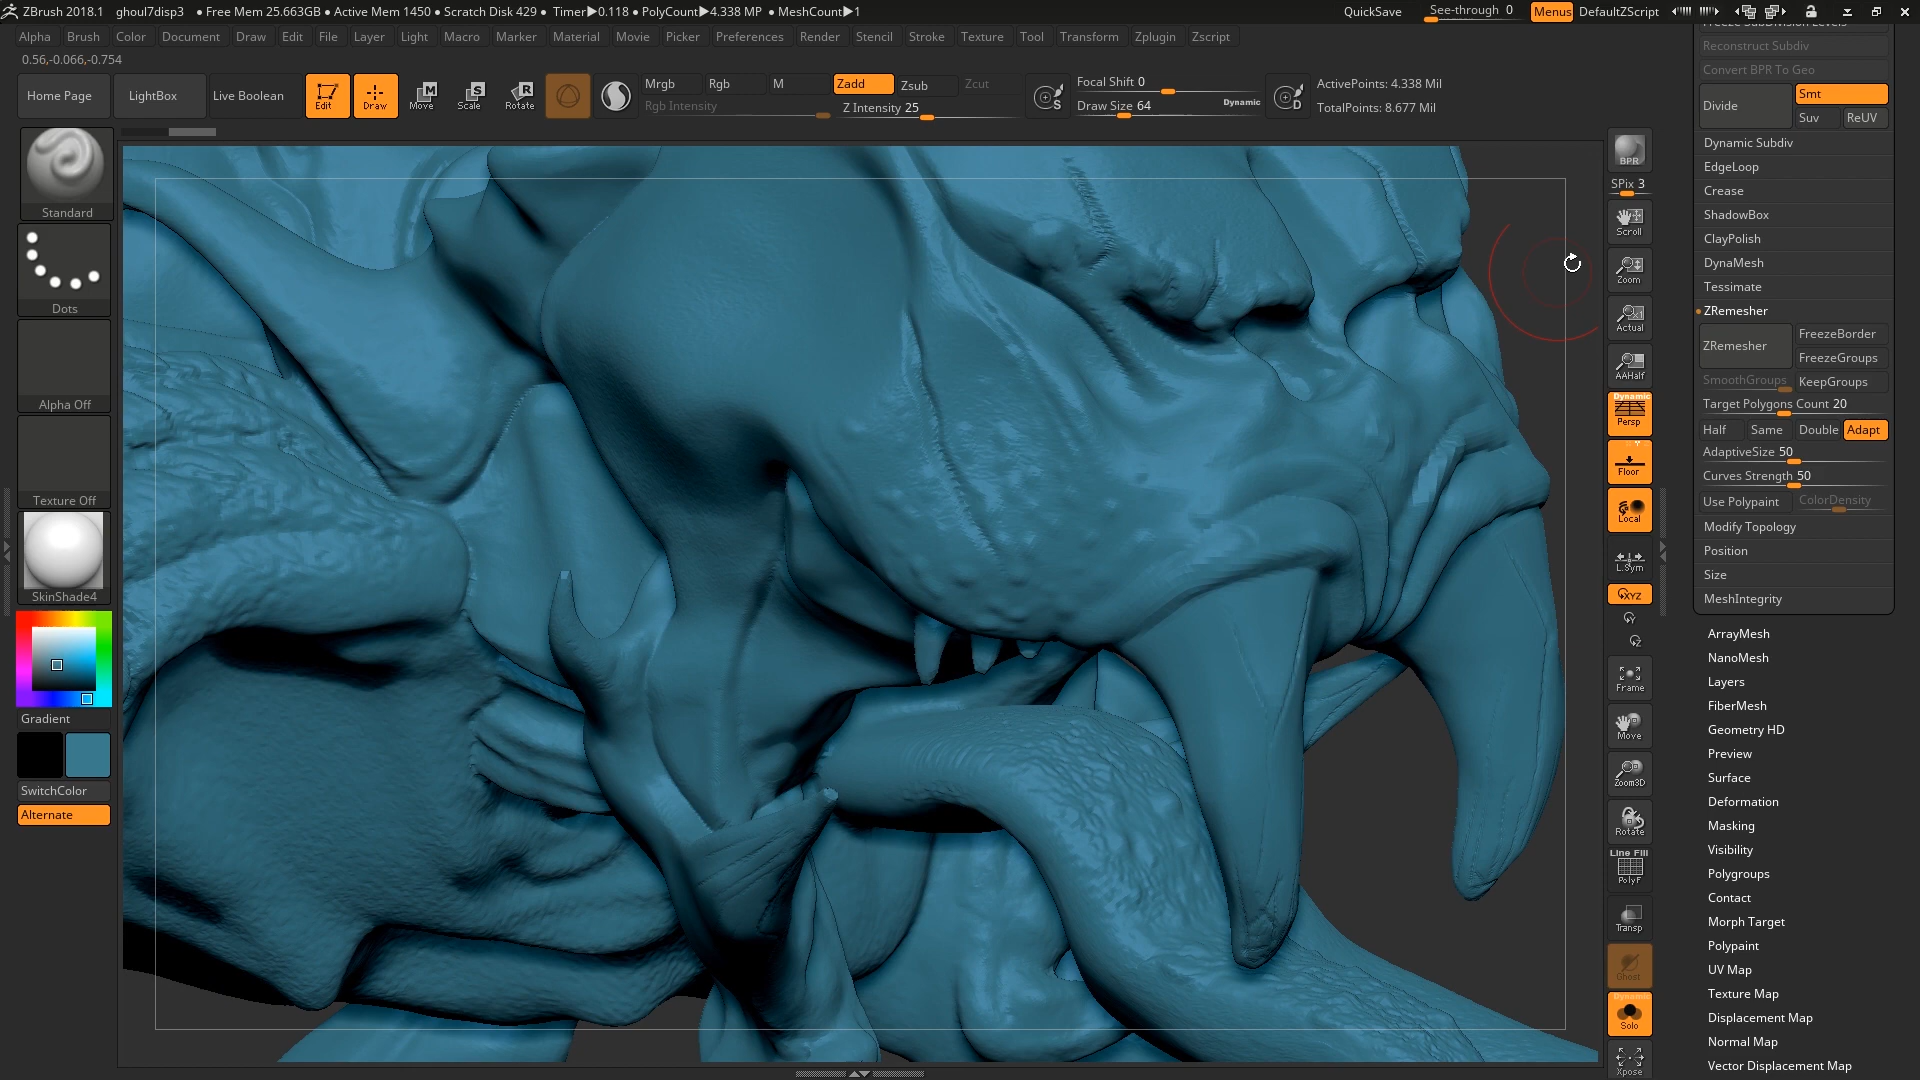 ZBrush 2018.1 ghoul7disp3 • Free Mem 25.663GB • Active Mem 1450 • Scratch Disk 429 • Timer▶0.118 • PolyCount▶4.338 MP • MeshCount▶1 QuickSave See-through 0 Menus DefaultZScript
Alpha Brush Color Document Draw Edit File Layer Light Macro Marker Material Movie Picker Preferences Render Stencil Stroke Texture Tool Transform Zplugin Zscript
0.56,-0.066,-0.754
Home Page LightBox Live Boolean Edit Draw Move Scale Rotate
Mrgb Rgb M Zadd Zsub Zcut
Rgb Intensity Z Intensity 25
S Focal Shift 0
Draw Size 64 Dynamic
D ActivePoints: 4.338 Mil
TotalPoints: 8.677 Mil
Standard
Dots
Alpha Off
Texture Off
SkinShade4
Gradient
SwitchColor
Alternate
BPR
SPix 3
Scroll
Zoom
Actual
AAHalf
Dynamic
Persp
Floor
Local
L.Sym
XYZ
Y
Z
Frame
Move
Zoom3D
Rotate
Line Fill
PolyF
Transp
Ghost
Dynamic
Solo
Xpose
Freeze SubDivision Levels
Reconstruct Subdiv
Convert BPR To Geo
Divide Smt
Suv ReUV
Dynamic Subdiv
EdgeLoop
Crease
ShadowBox
ClayPolish
DynaMesh
Tessimate
ZRemesher
ZRemesher FreezeBorder
FreezeGroups
SmoothGroups KeepGroups
Target Polygons Count 20
Half Same Double Adapt
AdaptiveSize 50
Curves Strength 50
Use Polypaint ColorDensity
Modify Topology
Position
Size
MeshIntegrity
ArrayMesh
NanoMesh
Layers
FiberMesh
Geometry HD
Preview
Surface
Deformation
Masking
Visibility
Polygroups
Contact
Morph Target
Polypaint
UV Map
Texture Map
Displacement Map
Normal Map
Vector Displacement Map